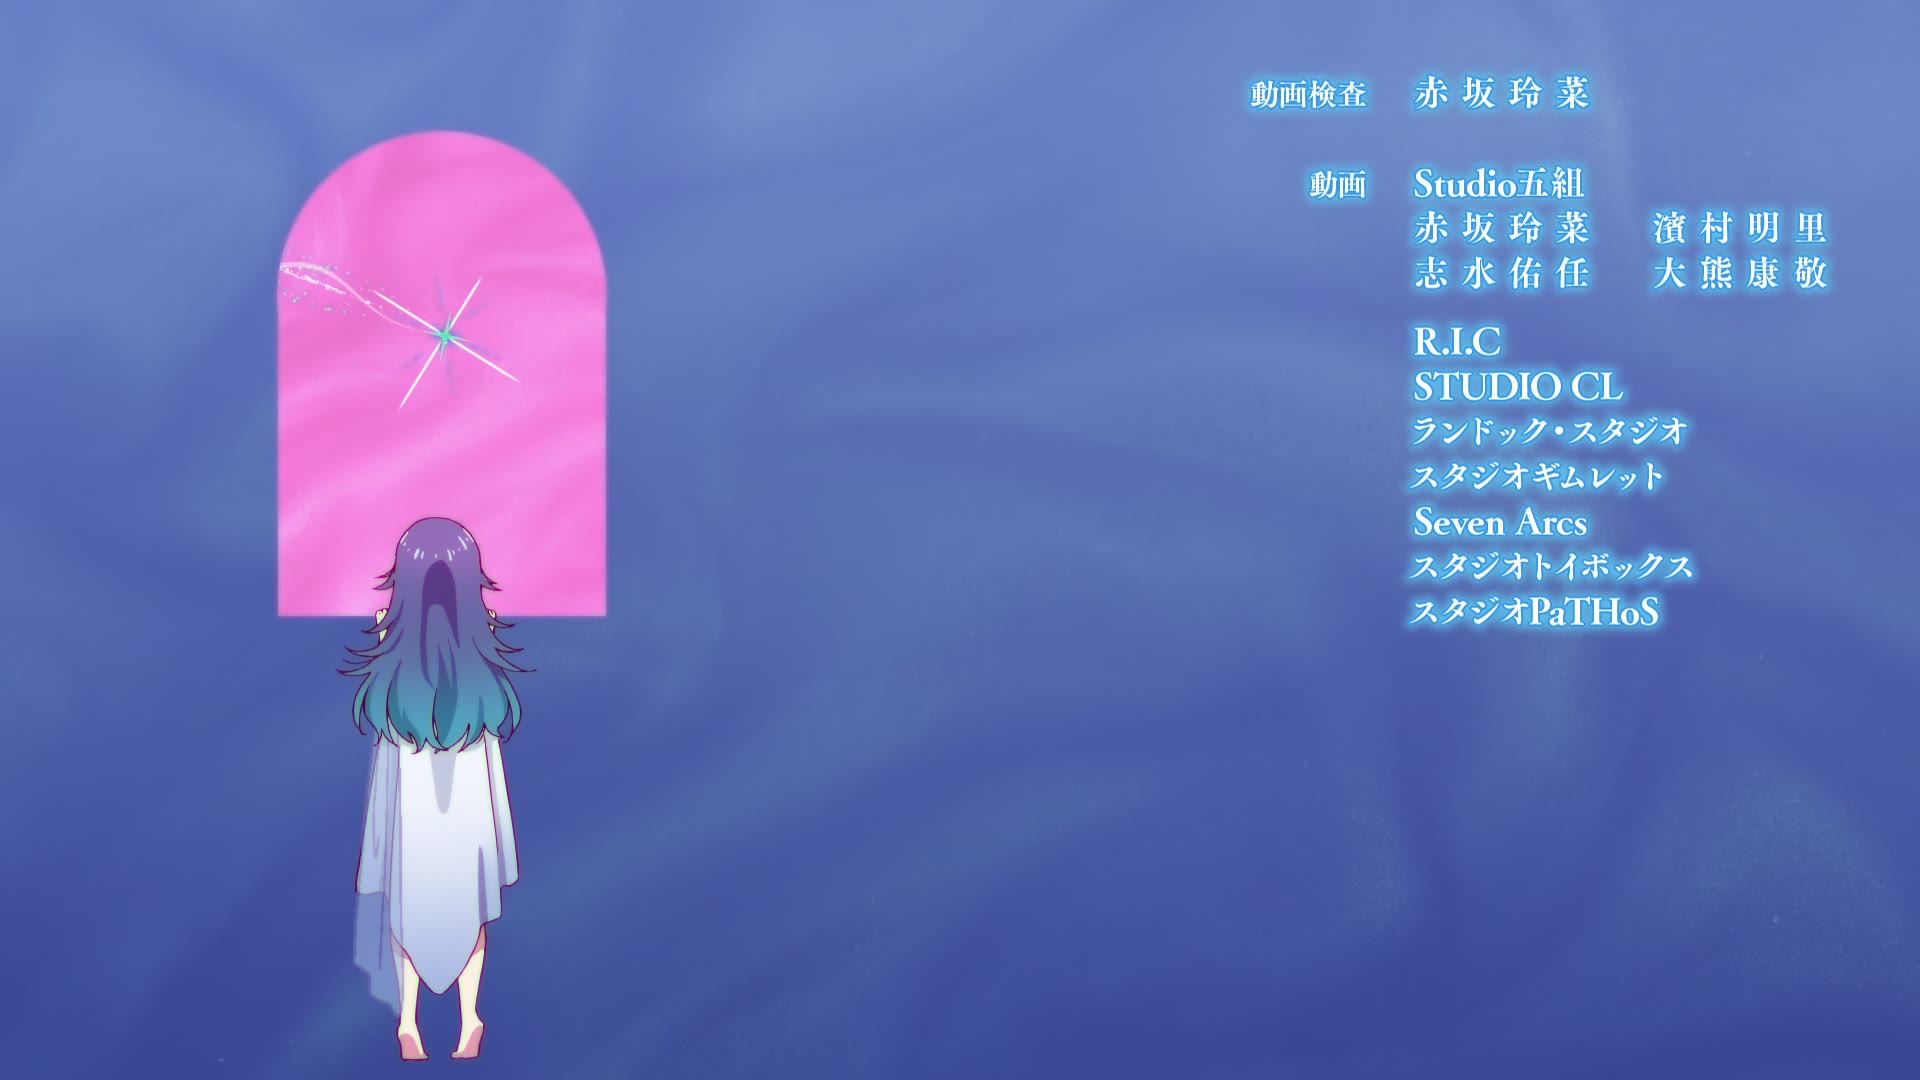 動画検査 赤坂玲菜
動画 Studio五組
赤坂玲菜 濱村明里
志水佑任 大熊康敬
R.I.C
STUDIO CL
ランドック・スタジオ
スタジオギムレット
Seven Arcs
スタジオトイボックス
スタジオPaTHoS